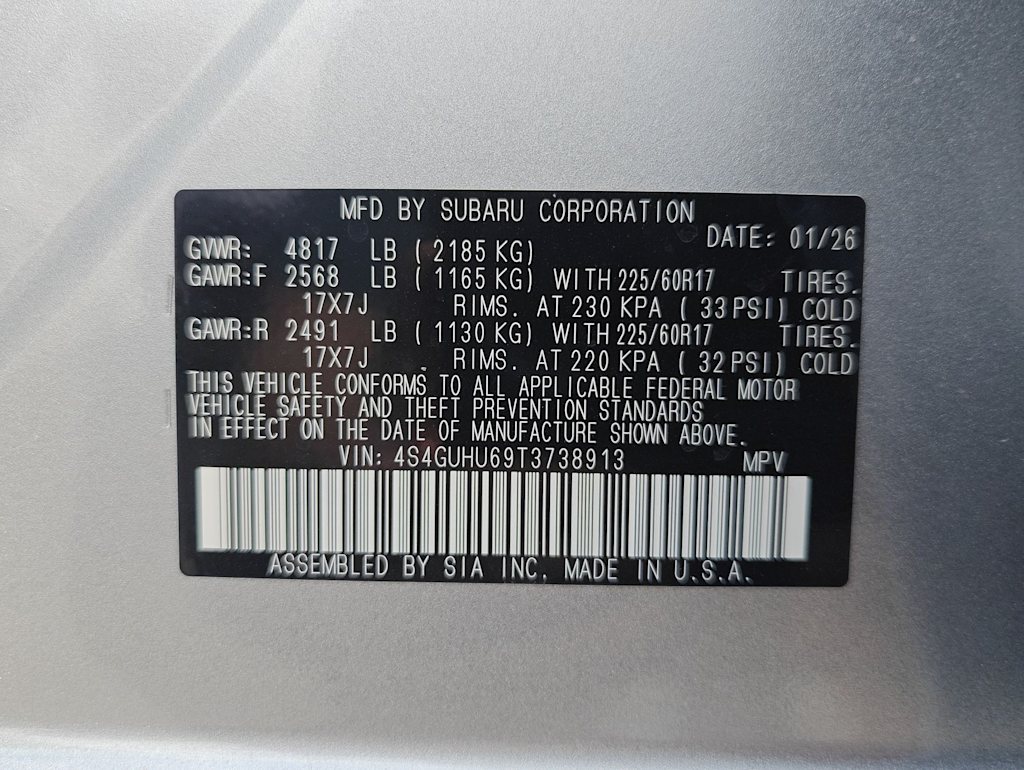 MFD BY SUBARU CORPORATION
DATE: 01/26
GVWR: 4817 LB ( 2185 KG)
GAWR:F 2568 LB ( 1165 KG) WITH 225/60R17 TIRES.
17X7J RIMS. AT 230 KPA ( 33 PSI) COLD
GAWR:R 2491 LB ( 1130 KG) WITH 225/60R17 TIRES.
17X7J RIMS. AT 220 KPA ( 32 PSI) COLD
THIS VEHICLE CONFORMS TO ALL APPLICABLE FEDERAL MOTOR
VEHICLE SAFETY AND THEFT PREVENTION STANDARDS
IN EFFECT ON THE DATE OF MANUFACTURE SHOWN ABOVE.
VIN: 4S4GUHU69T3738913 MPV
ASSEMBLED BY SIA INC. MADE IN U.S.A.